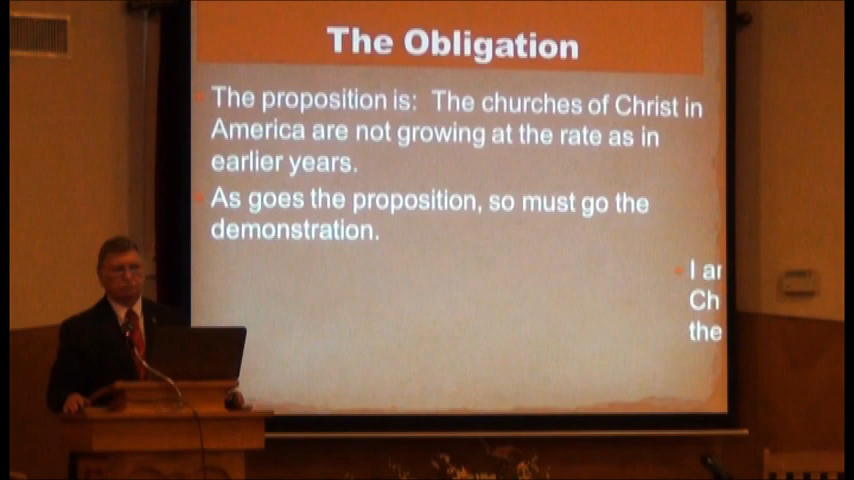 The Obligation
The proposition is: The churches of Christ in
America are not growing at the rate as in
earlier years.
As goes the proposition, so must go the
demonstration.
I ar
Ch
the